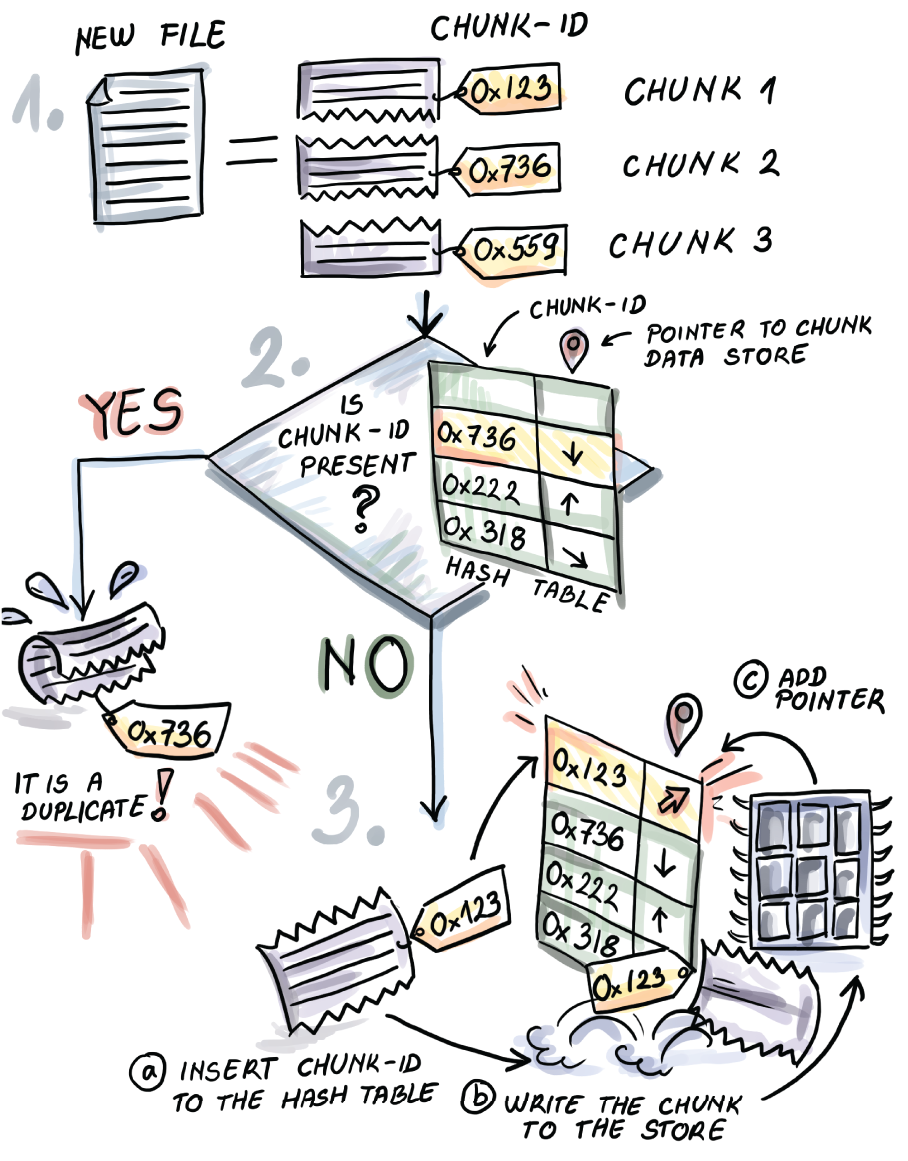 NEW FILE
CHUNK-ID
1.
=
0x123
CHUNK 1
0x736
CHUNK 2
0x559
CHUNK 3
2.
CHUNK-ID
POINTER TO CHUNK
DATA STORE
YES
IS
CHUNK-ID
PRESENT
?
0x736 ↓
0x222 ↑
0x318 ↘
HASH TABLE
NO
0x736
IT IS A
DUPLICATE!
3.
c ADD
POINTER
0x123
0x736 ↓
0x222 ↑
0x318
0x123
0x123
a INSERT CHUNK-ID
TO THE HASH TABLE
b WRITE THE CHUNK
TO THE STORE